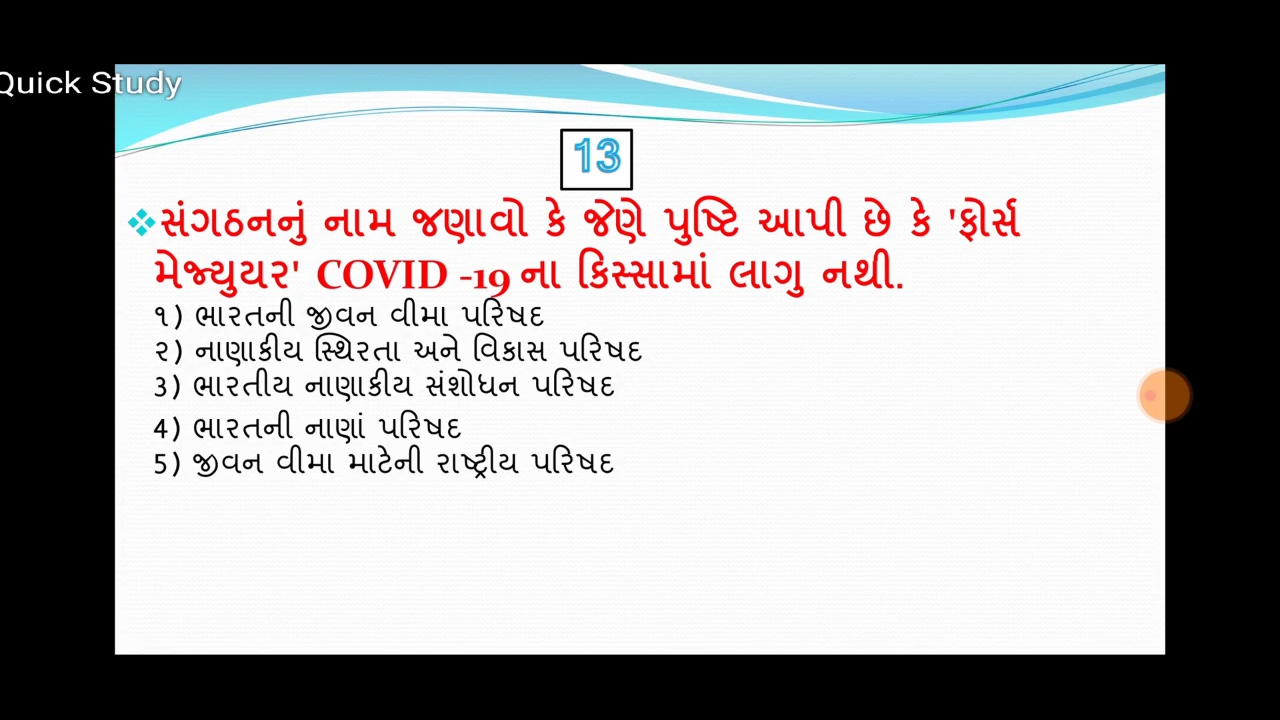 Quick Study
13
❖સંગઠનનું નામ જણાવો કે જેણે પુષ્ટિ આપી છે કે 'ફોર્સ
મેજ્યુયર' COVID -19 ના કિસ્સામાં લાગુ નથી.
૧) ભારતની જીવન વીમા પરિષદ
૨) નાણાકીય સ્થિરતા અને વિકાસ પરિષદ
3) ભારતીય નાણાકીય સંશોધન પરિષદ
4) ભારતની નાણાં પરિષદ
5) જીવન વીમા માટેની રાષ્ટ્રીય પરિષદ